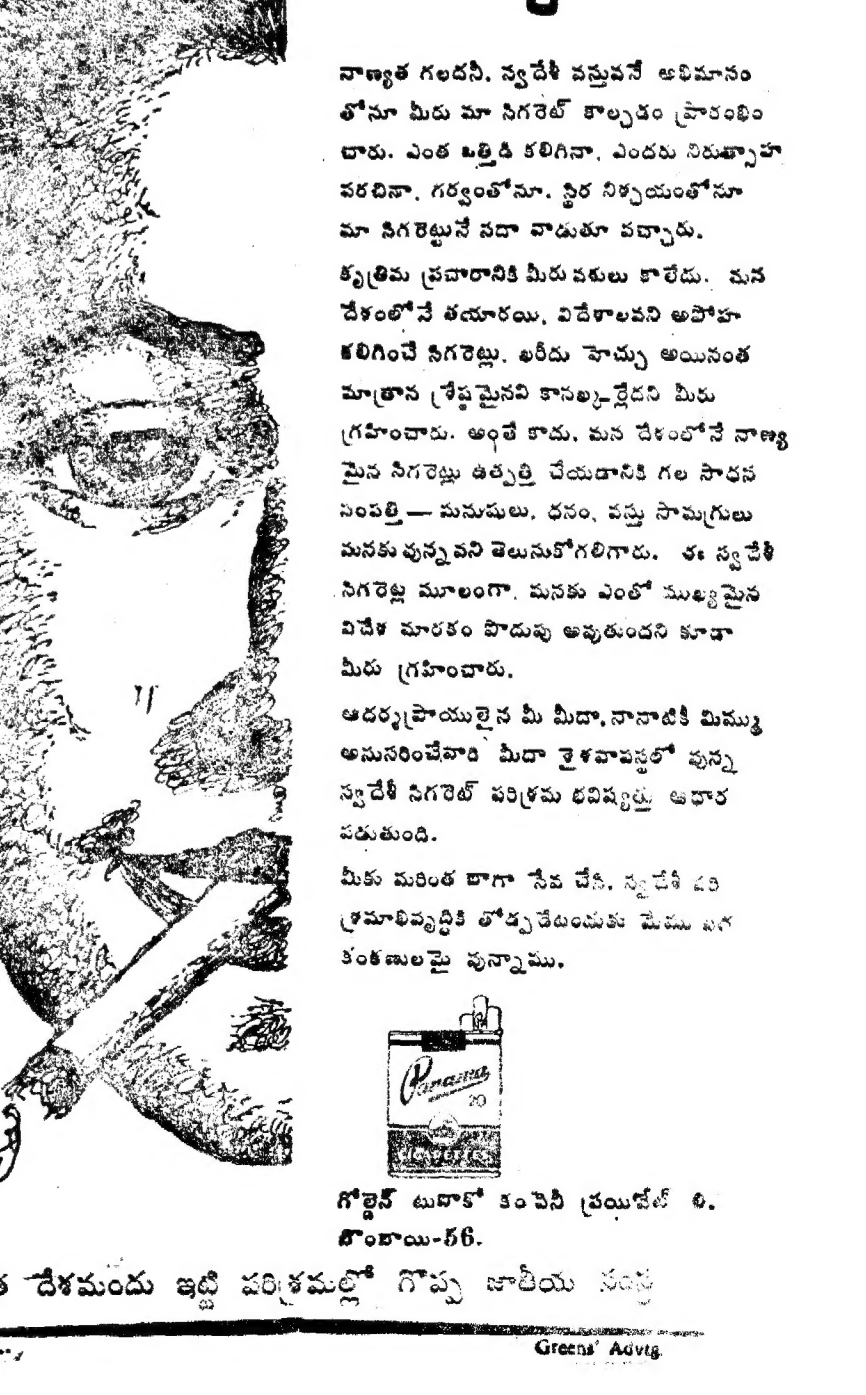 నాణ్యత గలదనీ, స్వదేశీ వస్తువనే అభిమానం
తోనూ మీరు మా సిగరెట్ కాల్చడం ప్రారంభిం
చారు. ఎంత ఒత్తిడి కలిగినా, ఎందరు నిరుత్సాహ
పరచినా, గర్వంతోనూ, స్థిర నిశ్చయంతోనూ
మా సిగరెట్టునే సదా వాడుతూ వచ్చారు.
కృత్రిమ ప్రచారానికి మీరు వశులు కాలేదు. మన
దేశంలోనే తయారయి, విదేశాలవని అపోహ
కలిగించే సిగరెట్లు, ఖరీదు హెచ్చు అయినంత
మాత్రాన శ్రేష్ఠమైనవి కానఖ్ఖర్లేదని మీరు
గ్రహించారు. అంతే కాదు, మన దేశంలోనే నాణ్య
మైన సిగరెట్లు ఉత్పత్తి చేయడానికి గల సాధన
సంపత్తి — మనుషులు, ధనం, వస్తు సామగ్రులు
మనకు వున్నవని తెలుసుకోగలిగారు. ఈ స్వదేశీ
సిగరెట్ల మూలంగా, మనకు ఎంతో ముఖ్యమైన
విదేశ మారకం పొదుపు అవుతుందని కూడా
మీరు గ్రహించారు.
ఆదర్శప్రాయులైన మీ మీదా, నానాటికీ మిమ్ము
అనుసరించేవారి మీదా శైశవావస్థలో వున్న
స్వదేశీ సిగరెట్ పరిశ్రమ భవిష్యత్తు ఆధార
పడుతుంది.
మీకు మరింత బాగా సేవ చేసి, స్వదేశీ పరి
శ్రమాభివృద్ధికి తోడ్పడేటందుకు మేము
కంకణులమై వున్నాము.
Panama
20
CIGARETTES
గోల్డెన్ టుబాకో కంపెనీ ప్రయివేట్ లి.
బొంబాయి-56.
దేశమందు ఇట్టి పరిశ్రమల్లో గొప్ప జాతీయ సంస్థ
Greens' Advtg.